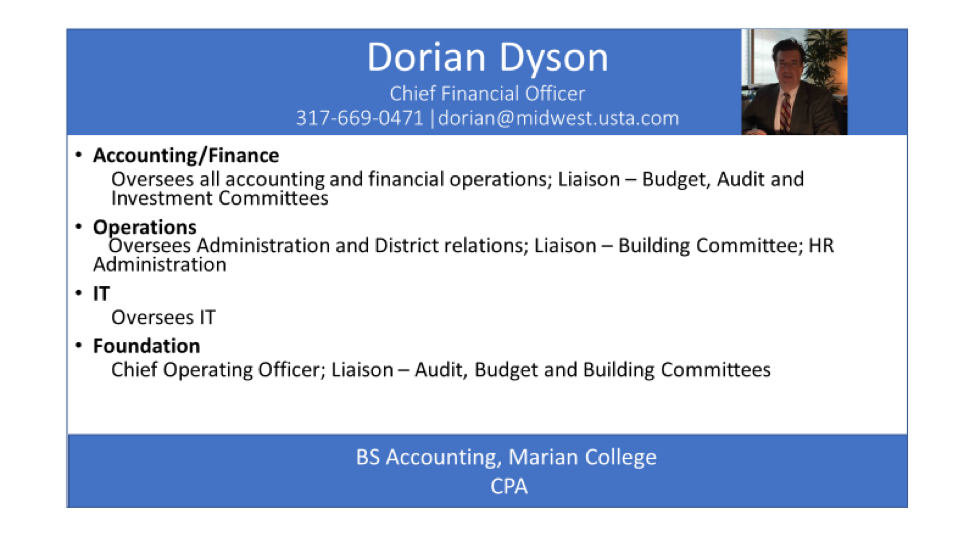 Dorian Dyson
Chief Financial Officer
317-669-0471 | dorian@midwest.usta.com
• Accounting/Finance
Oversees all accounting and financial operations; Liaison – Budget, Audit and
Investment Committees
• Operations
Oversees Administration and District relations; Liaison – Building Committee; HR
Administration
• IT
Oversees IT
• Foundation
Chief Operating Officer; Liaison – Audit, Budget and Building Committees
BS Accounting, Marian College
CPA